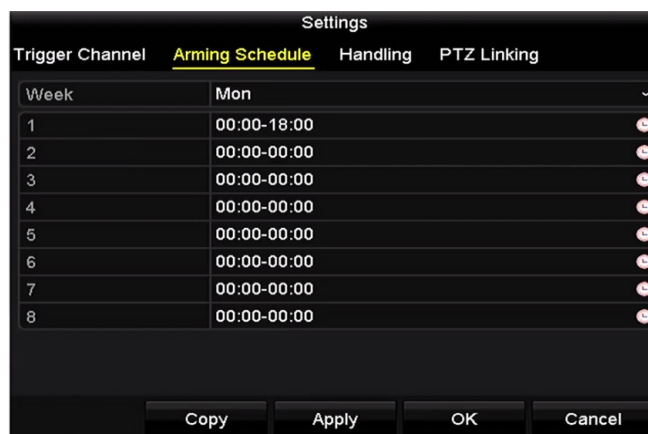 Settings
Trigger Channel Arming Schedule Handling PTZ Linking
Week Mon
1 00:00-18:00
2 00:00-00:00
3 00:00-00:00
4 00:00-00:00
5 00:00-00:00
6 00:00-00:00
7 00:00-00:00
8 00:00-00:00
Copy Apply OK Cancel